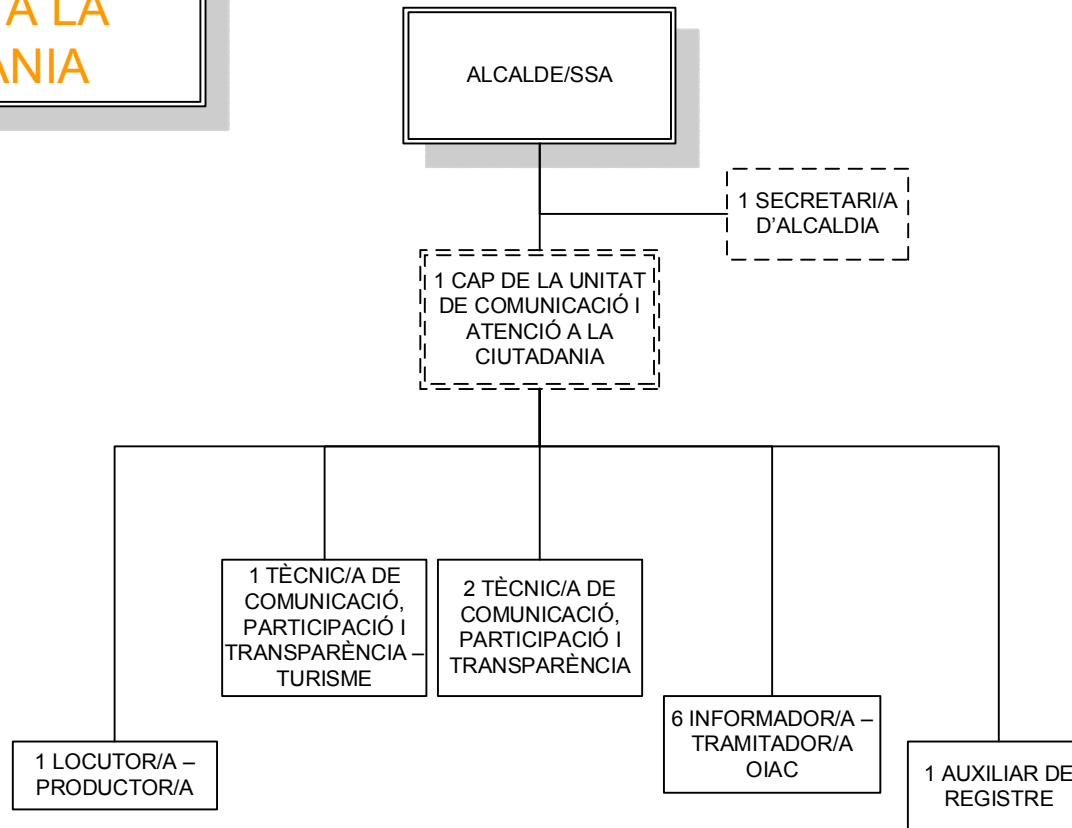 A LA
ANIA
ALCALDE/SSA
1 SECRETARI/A
D'ALCALDIA
1 CAP DE LA UNITAT
DE COMUNICACIÓ I
ATENCIÓ A LA
CIUTADANIA
1 TÈCNIC/A DE
COMUNICACIÓ,
PARTICIPACIÓ I
TRANSPARÈNCIA –
TURISME
2 TÈCNIC/A DE
COMUNICACIÓ,
PARTICIPACIÓ I
TRANSPARÈNCIA
6 INFORMADOR/A –
TRAMITADOR/A
OIAC
1 LOCUTOR/A –
PRODUCTOR/A
1 AUXILIAR DE
REGISTRE